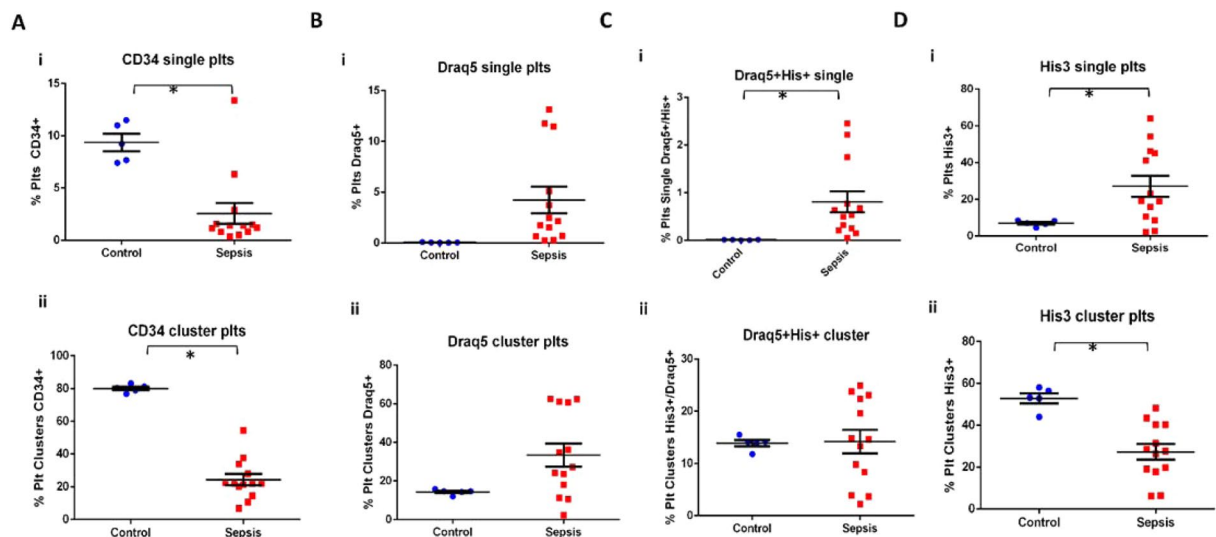 A
B
C
D
i
CD34 single plts
*
% Plts CD34+
15
10
5
0
Control
Sepsis
i
Draq5 single plts
% Plts Draq5+
15
10
5
0
Control
Sepsis
i
Draq5+His+ single
*
% Plts Single Draq5+/His+
3
2
1
0
Control
Sepsis
i
His3 single plts
*
% Plts His3+
80
60
40
20
0
Control
Sepsis
ii
CD34 cluster plts
*
% Plt Clusters CD34+
100
80
60
40
20
0
Control
Sepsis
ii
Draq5 cluster plts
% Plt Clusters Draq5+
80
60
40
20
0
Control
Sepsis
ii
Draq5+His+ cluster
% Plt Clusters His3+/Draq5+
30
20
10
0
Control
Sepsis
ii
His3 cluster plts
*
% Plt Clusters His3+
80
60
40
20
0
Control
Sepsis